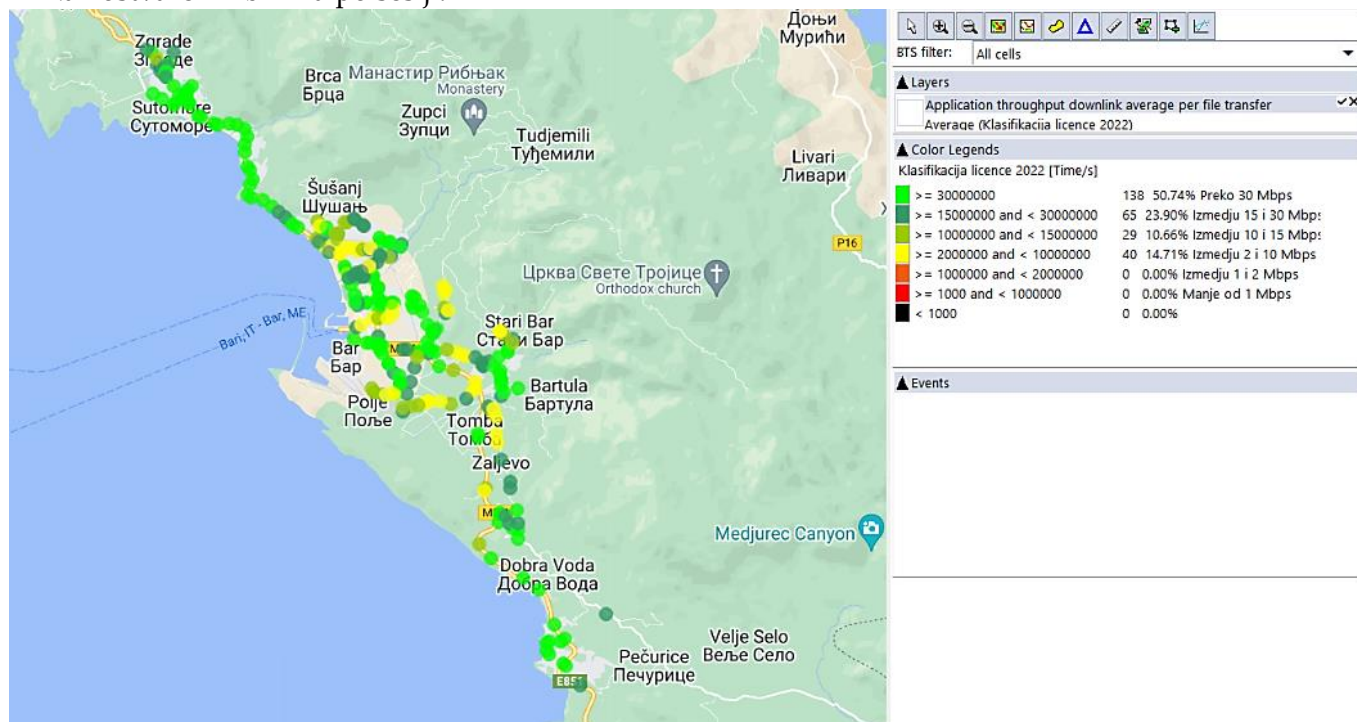 Zgrade
Зграде
Sutomore
Сутоморе
Brca
Брца
Манастир Рибњак
Monastery
Zupci
Зупци
Tudjemili
Туђемили
Доњи
Мурићи
Livari
Ливари
P16
Šušanj
Шушањ
Црква Свете Тројице
Orthodox church
Bari, IT - Bar, ME
Stari Bar
Стари Бар
Bar
Бар
Bartula
Бартула
Polje
Поље
Tomba
Томба
Zaljevo
Medjurec Canyon
Dobra Voda
Добра Вода
Velje Selo
Веље Село
Pečurice
Печурице
E851
BTS filter: All cells
Layers
Application throughput downlink average per file transfer
Average (Klasifikacija licence 2022)
Color Legends
Klasifikacija licence 2022 [Time/s]
>= 30000000 138 50.74% Preko 30 Mbps
>= 15000000 and < 30000000 65 23.90% Izmedju 15 i 30 Mbps
>= 10000000 and < 15000000 29 10.66% Izmedju 10 i 15 Mbps
>= 2000000 and < 10000000 40 14.71% Izmedju 2 i 10 Mbps
>= 1000000 and < 2000000 0 0.00% Izmedju 1 i 2 Mbps
>= 1000 and < 1000000 0 0.00% Manje od 1 Mbps
< 1000 0 0.00%
Events